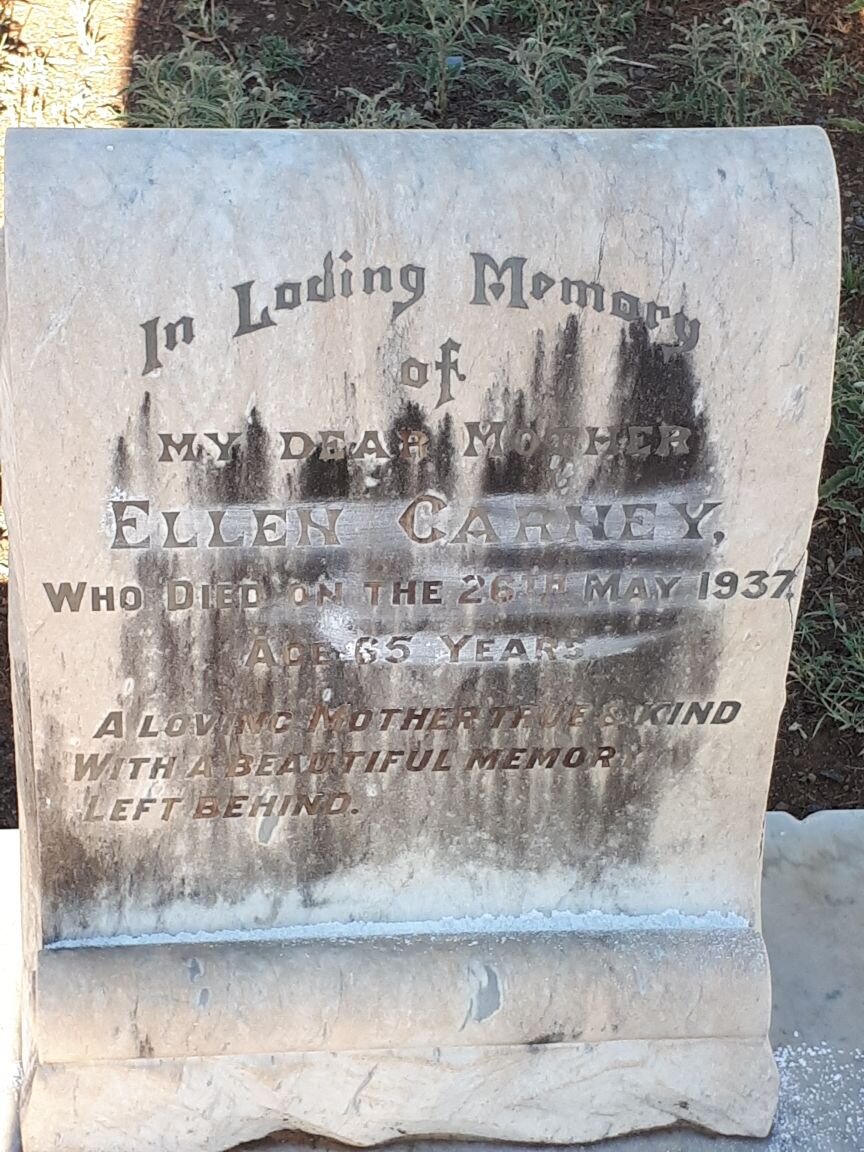 In Loving Memory
of
MY DEAR MOTHER
ELLEN CARNEY,
WHO DIED ON THE 26TH MAY 1937.
AGE 65 YEARS
A LOVING MOTHER TRUE & KIND
WITH A BEAUTIFUL MEMORY
LEFT BEHIND.